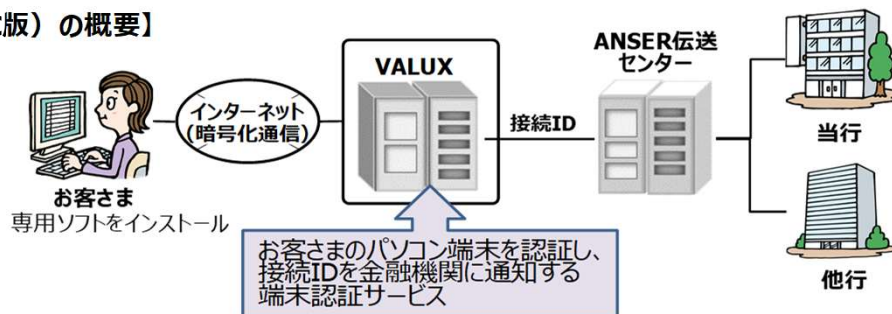 版）の概要】
VALUX
ANSER伝送
センター
インターネット
（暗号化通信）
接続ID
当行
お客さま
専用ソフトをインストール
お客さまのパソコン端末を認証し、
接続IDを金融機関に通知する
端末認証サービス
他行